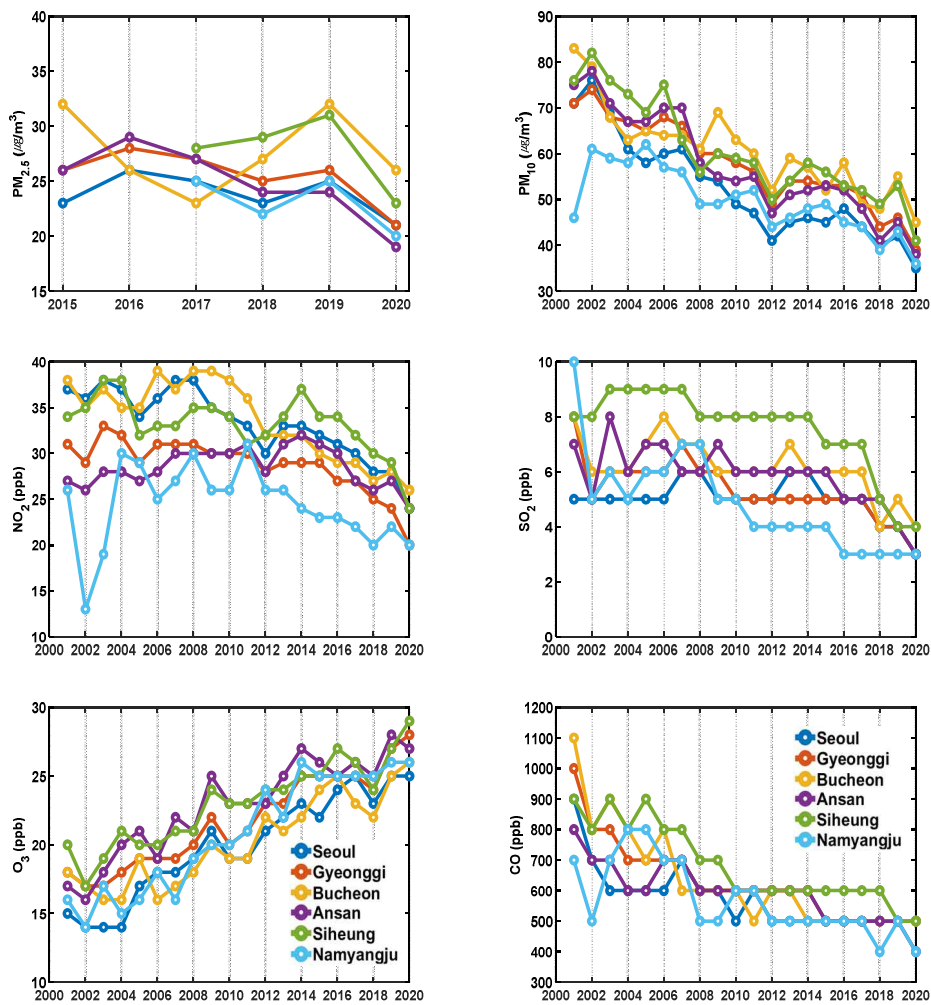 40
35
30
25
20
15
PM2.5 (㎍/m3)
2015 2016 2017 2018 2019 2020
90
80
70
60
50
40
30
PM10 (㎍/m3)
2000 2002 2004 2006 2008 2010 2012 2014 2016 2018 2020
40
35
30
25
20
15
10
NO2 (ppb)
2000 2002 2004 2006 2008 2010 2012 2014 2016 2018 2020
10
8
6
4
2
0
SO2 (ppb)
2000 2002 2004 2006 2008 2010 2012 2014 2016 2018 2020
30
25
20
15
10
O3 (ppb)
Seoul
Gyeonggi
Bucheon
Ansan
Siheung
Namyangju
2000 2002 2004 2006 2008 2010 2012 2014 2016 2018 2020
1200
1100
1000
900
800
700
600
500
400
300
CO (ppb)
Seoul
Gyeonggi
Bucheon
Ansan
Siheung
Namyangju
2000 2002 2004 2006 2008 2010 2012 2014 2016 2018 2020